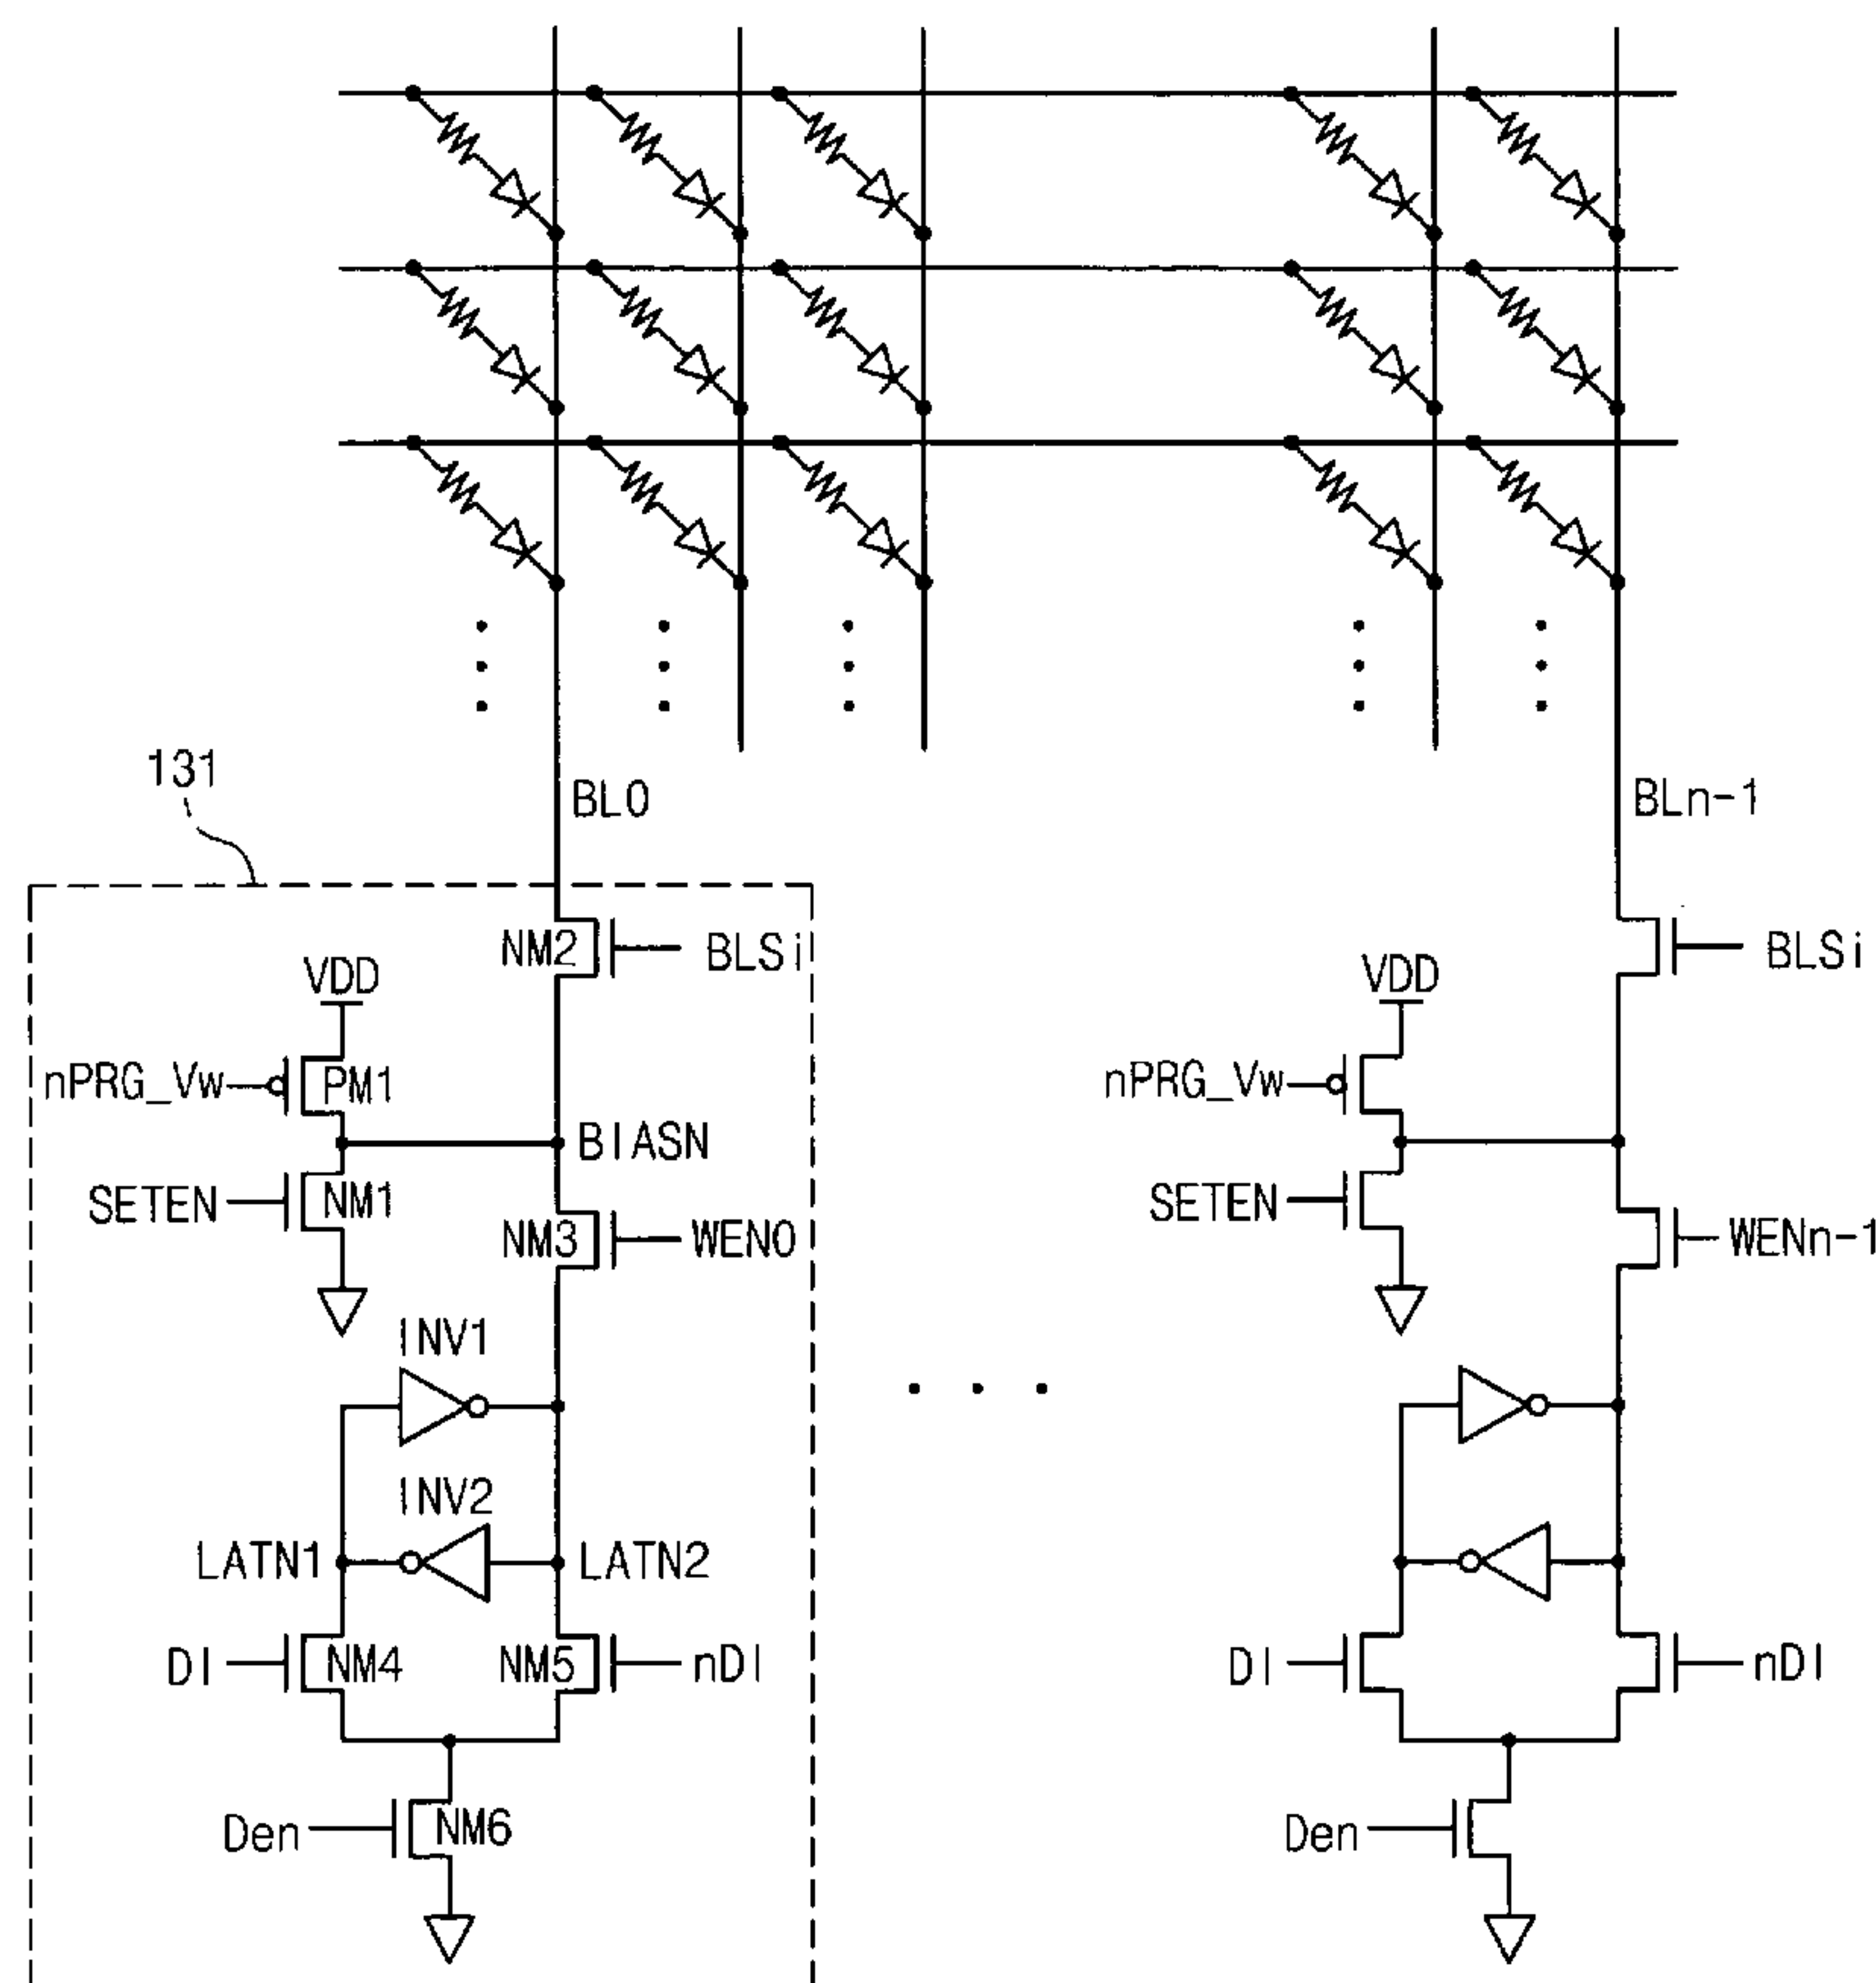 131
BL0
BLn-1
NM2
BLSi
BLSi
VDD
VDD
nPRG_Vw
PM1
nPRG_Vw
BIASN
SETEN
NM1
SETEN
NM3
WEN0
WENn-1
INV1
INV2
LATN1
LATN2
DI
NM4
NM5
nDI
DI
nDI
Den
NM6
Den